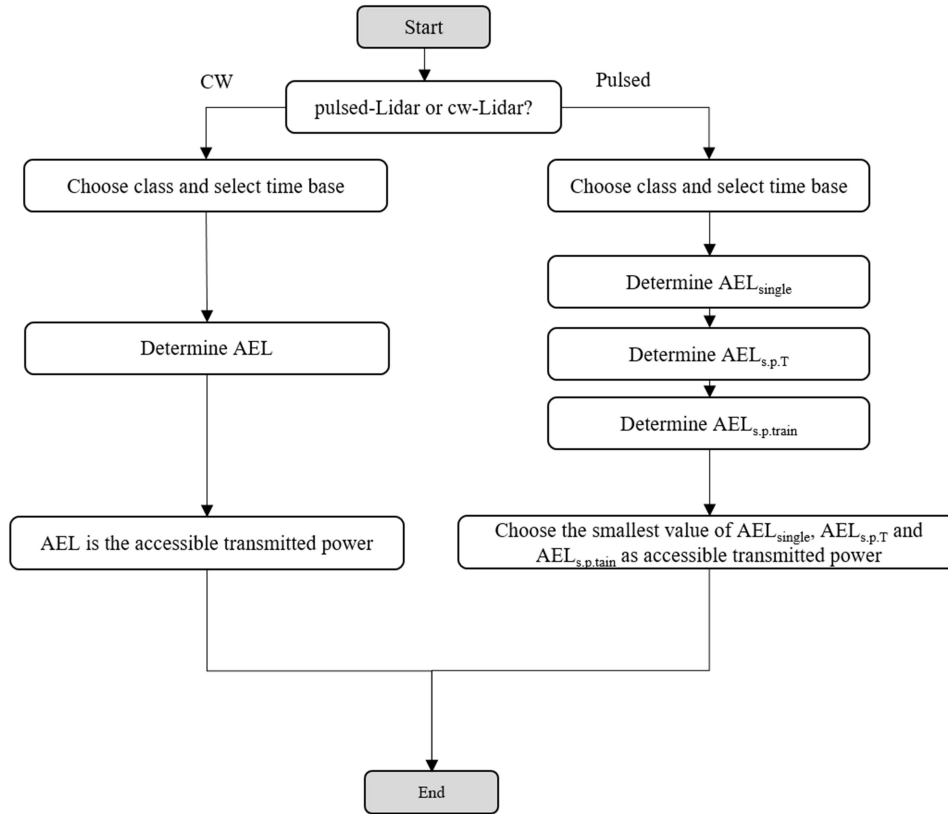 Start
CW
Pulsed
pulsed-Lidar or cw-Lidar?
Choose class and select time base
Choose class and select time base
Determine AELsingle
Determine AEL
Determine AELs.p.T
Determine AELs.p.train
AEL is the accessible transmitted power
Choose the smallest value of AELsingle, AELs.p.T and
AELs.p.tain as accessible transmitted power
End